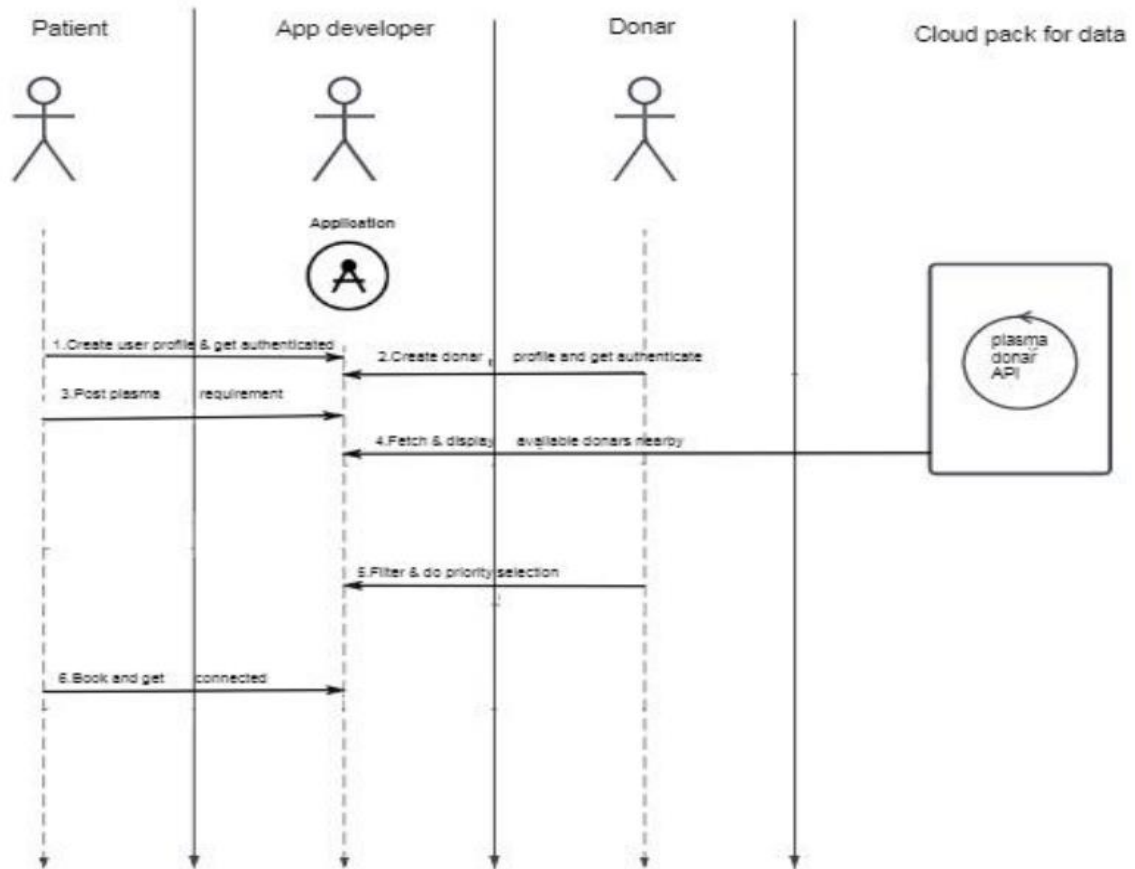 Patient
App developer
Donar
Cloud pack for data
Application
1.Create user profile & get authenticated
2.Create donar profile and get authenticate
plasma
donar
API
3.Post plasma requirement
4.Fetch & display available donars nearby
5.Filter & do priority selection
6.Book and get connected